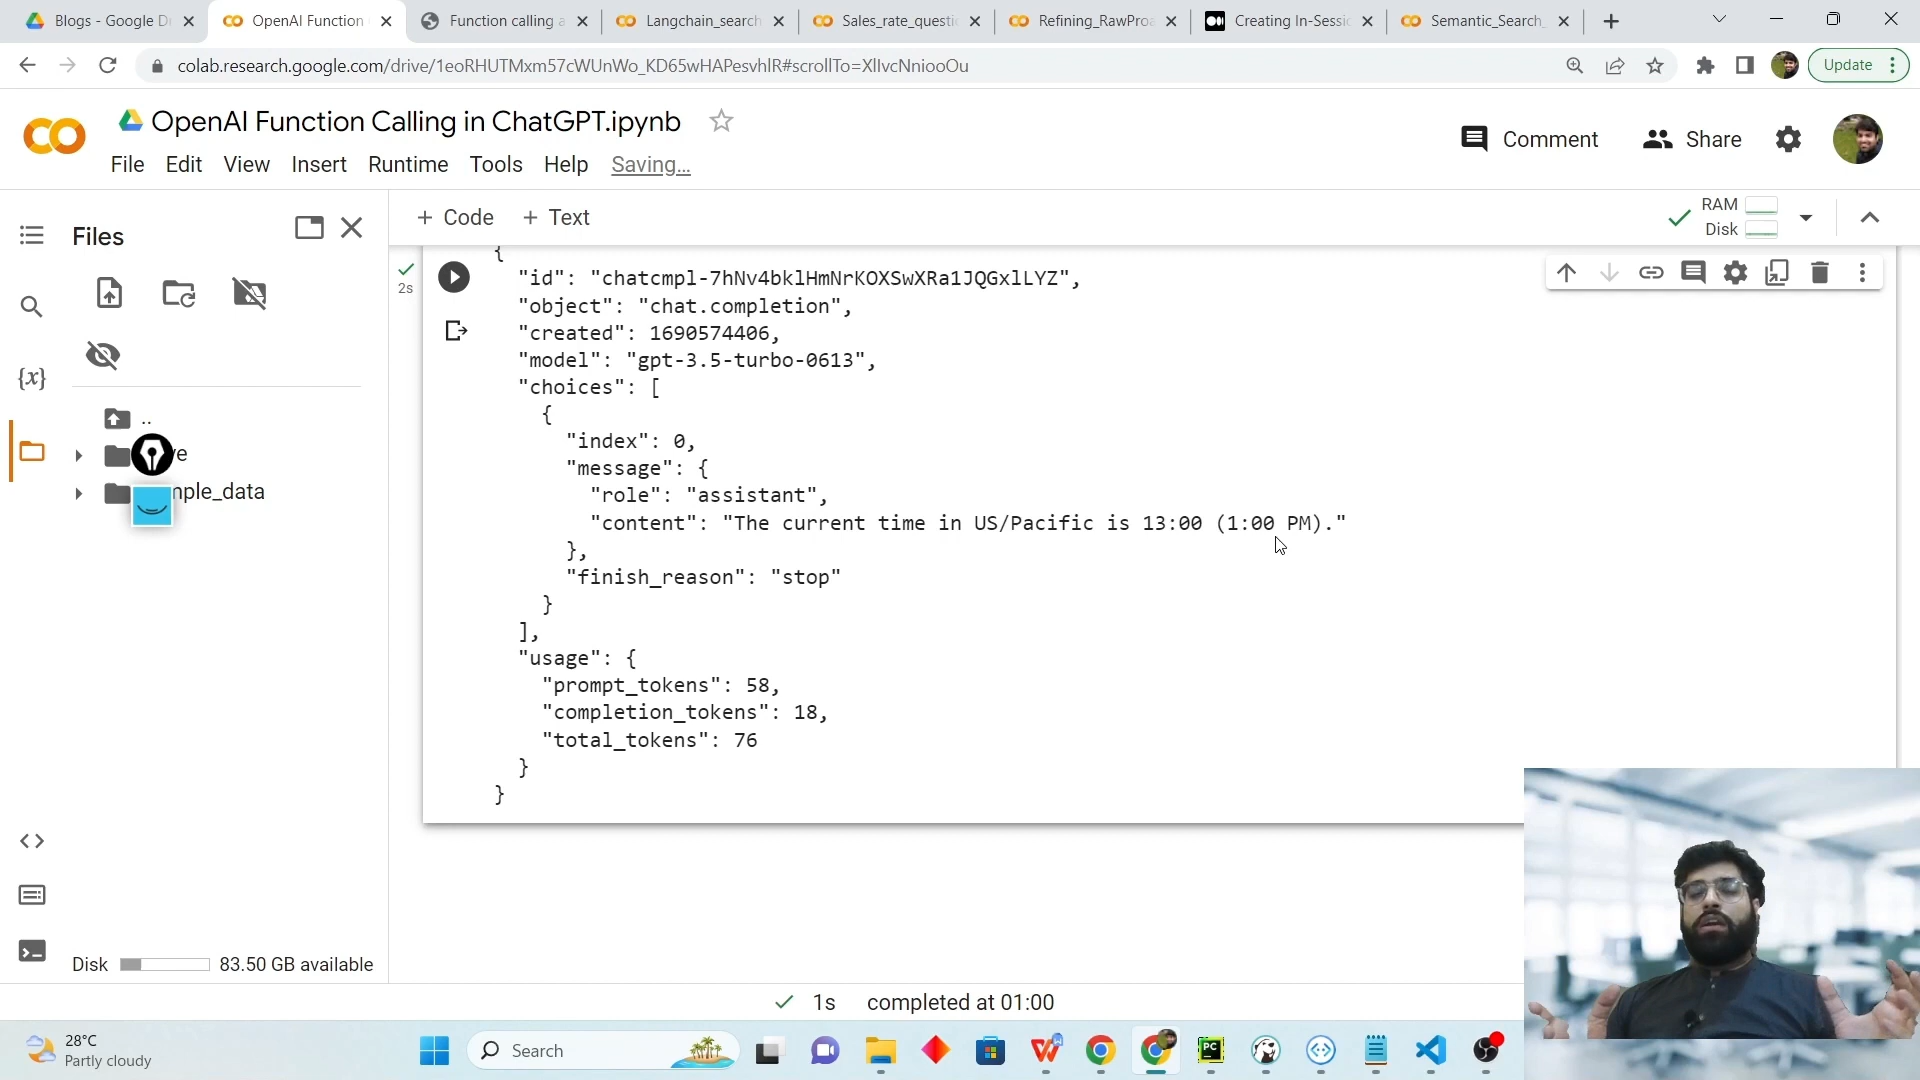 Blogs - Google D
OpenAI Function
Function calling a
Langchain_search
Sales_rate_questi
Refining_RawProa
Creating In-Sessi
Semantic_Search_
colab.research.google.com/drive/1eoRHUTMxm57cWUnWo_KD65wHAPesvhlR#scrollTo=XlIvcNniooOu
Update
OpenAI Function Calling in ChatGPT.ipynb
Comment
Share
File Edit View Insert Runtime Tools Help Saving...
Files
+ Code + Text
RAM
Disk
2s
{x}
..
ve
mple_data
{
"id": "chatcmpl-7hNv4bklHmNrKOXSwXRa1JQGxlLYZ",
"object": "chat.completion",
"created": 1690574406,
"model": "gpt-3.5-turbo-0613",
"choices": [
{
"index": 0,
"message": {
"role": "assistant",
"content": "The current time in US/Pacific is 13:00 (1:00 PM)."
},
"finish_reason": "stop"
}
],
"usage": {
"prompt_tokens": 58,
"completion_tokens": 18,
"total_tokens": 76
}
}
Disk 83.50 GB available
1s completed at 01:00
28°C
Partly cloudy
Search